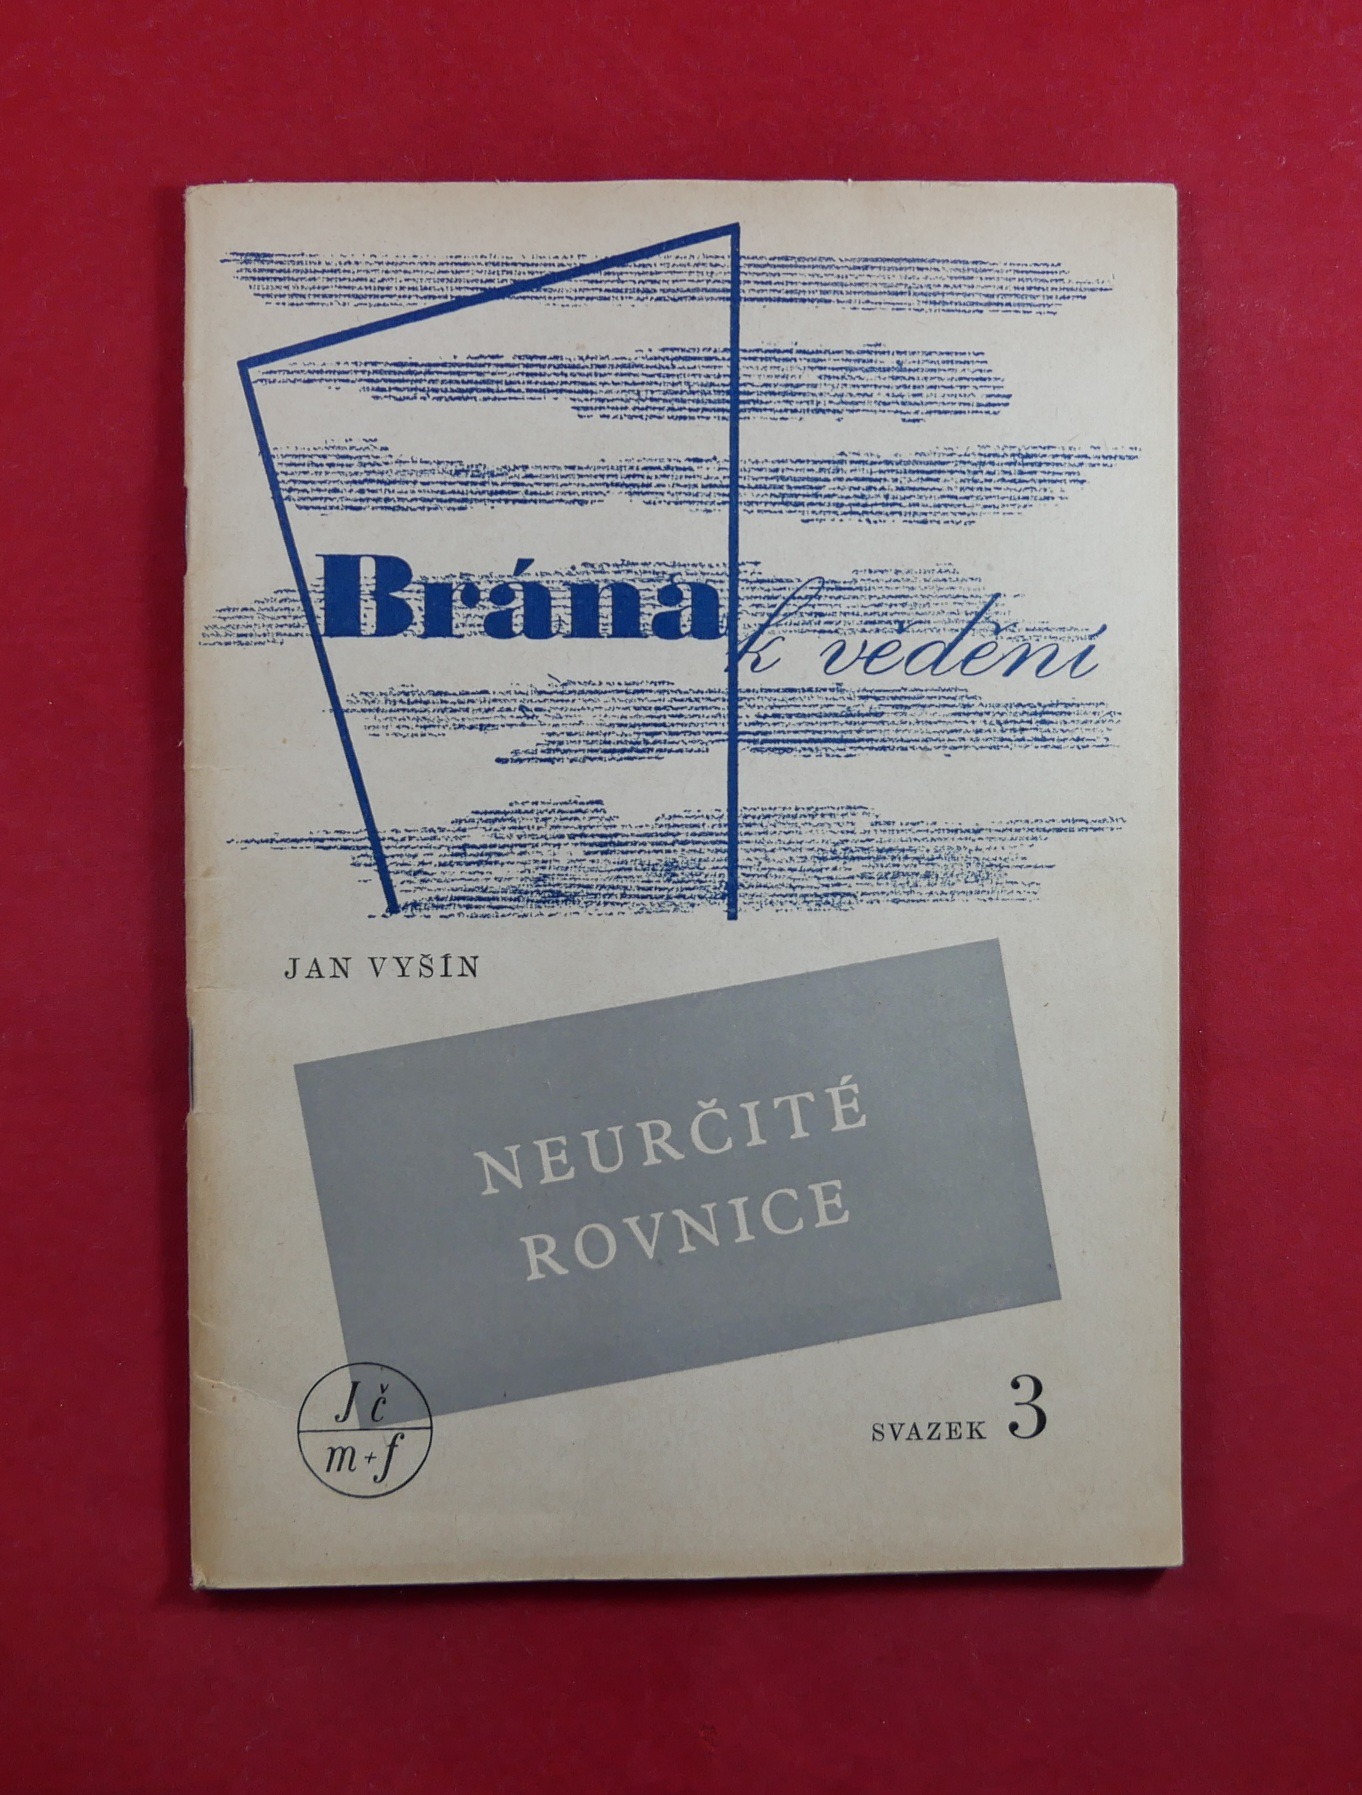 Brána
k vědění
JAN VYŠÍN
NEURČITÉ
ROVNICE
Jč
m+f
SVAZEK 3